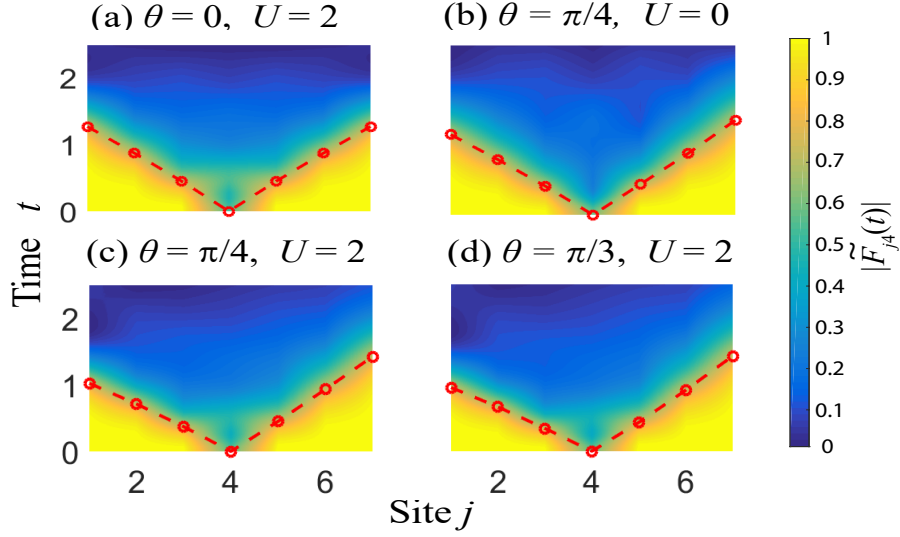 (a) θ = 0, U = 2
(b) θ = π/4, U = 0
2
1
0
(c) θ = π/4, U = 2
(d) θ = π/3, U = 2
2
1
0
2 4 6
2 4 6
Time t
Site j
1
0.9
0.8
0.7
0.6
0.5
0.4
0.3
0.2
0.1
0
|F̃j4(t)|